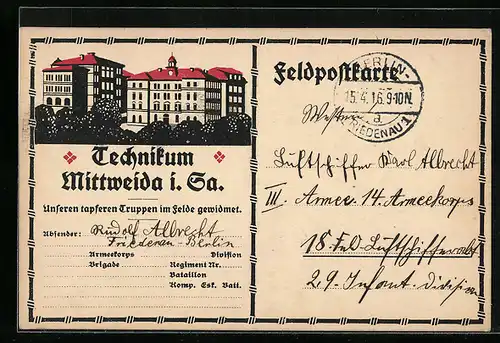 Technikum
Mittweida i. Sa.
Unseren tapferen Truppen im Felde gewidmet.
Absender: Rudolf Albrecht
Friedenau-Berlin
Armeekorps Division
Brigade Regiment Nr.
Bataillon
Komp. Esk. Batt.
Feldpostkarte
BERLIN-
15.4.16.9-10N.
a
FRIEDENAU 1
Westen
Luftschiffer Karl Albrecht
III. Armee 14. Armeekorps
18. Feld-Luftschifferabt
29. Infant. Division